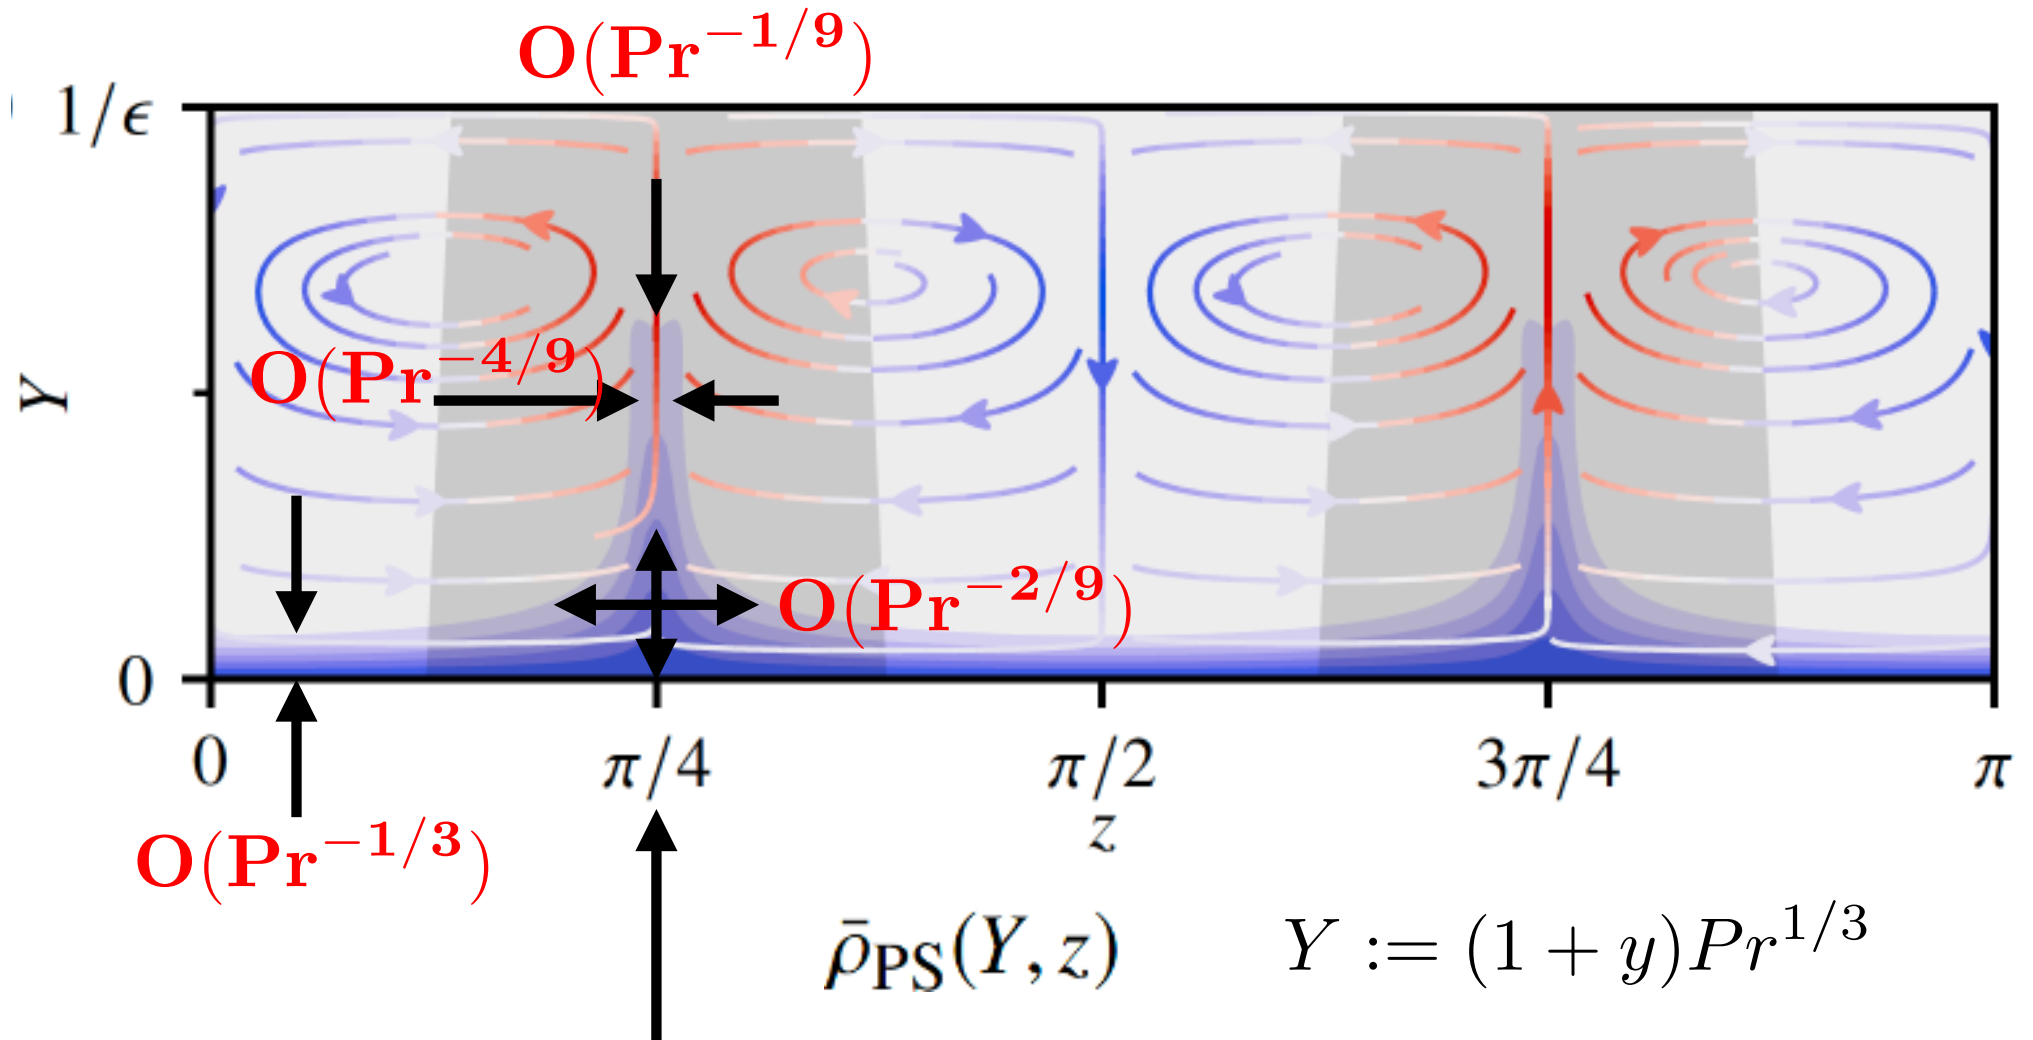 O(Pr^{-1/9})
1/ϵ
O(Pr^{-4/9})
Y
O(Pr^{-2/9})
0
0 π/4 π/2 3π/4 π
z
O(Pr^{-1/3})
ρ̄_{PS}(Y, z) Y := (1 + y)Pr^{1/3}